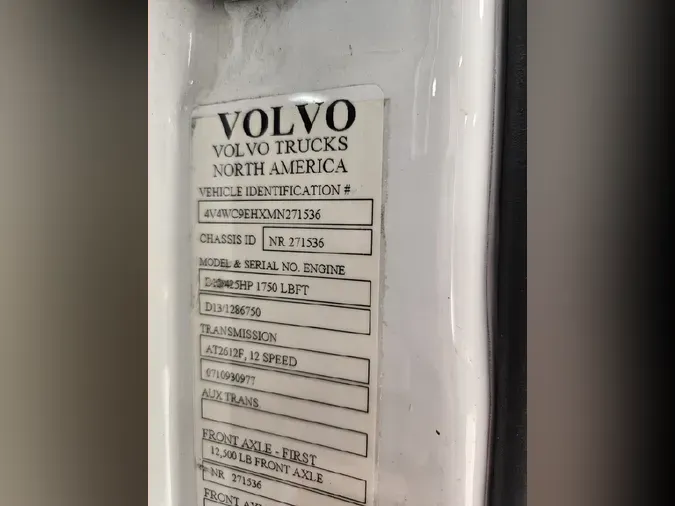 VOLVO
VOLVO TRUCKS
NORTH AMERICA
VEHICLE IDENTIFICATION #
4V4WC9EHXMN271536
CHASSIS ID NR 271536
MODEL & SERIAL NO. ENGINE
1750 LBFT
D13/1286750
TRANSMISSION
AT2612F, 12 SPEED
0710930977
AUX TRANS
FRONT AXLE - FIRST
12,500 LB FRONT AXLE
NR 271536
FRONT